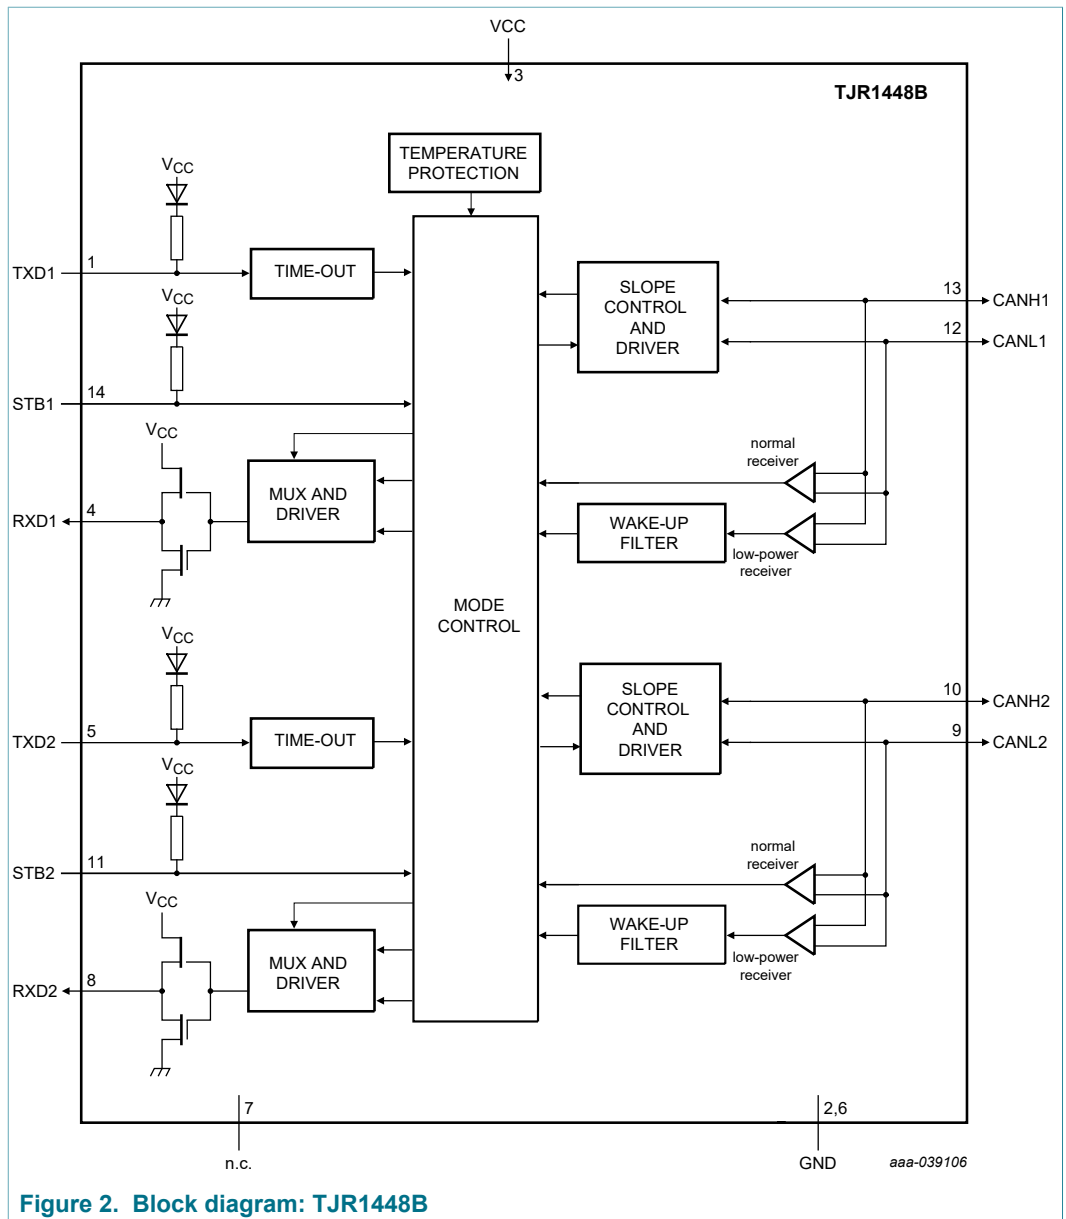 VCC
3
TJR1448B
TEMPERATURE
PROTECTION
VCC
1
TXD1
TIME-OUT
VCC
SLOPE
CONTROL
AND
DRIVER
13
CANH1
12
CANL1
14
STB1
VCC
MUX AND
DRIVER
4
RXD1
normal
receiver
WAKE-UP
FILTER
low-power
receiver
MODE
CONTROL
VCC
5
TXD2
TIME-OUT
VCC
SLOPE
CONTROL
AND
DRIVER
10
CANH2
9
CANL2
11
STB2
VCC
MUX AND
DRIVER
8
RXD2
normal
receiver
WAKE-UP
FILTER
low-power
receiver
7
n.c.
2,6
GND
aaa-039106
Figure 2. Block diagram: TJR1448B